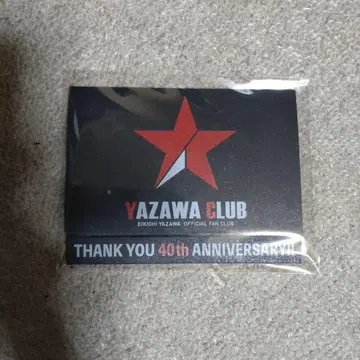 YAZAWA CLUB
EIKICHI YAZAWA OFFICIAL FAN CLUB
THANK YOU 40th ANNIVERSARY!!